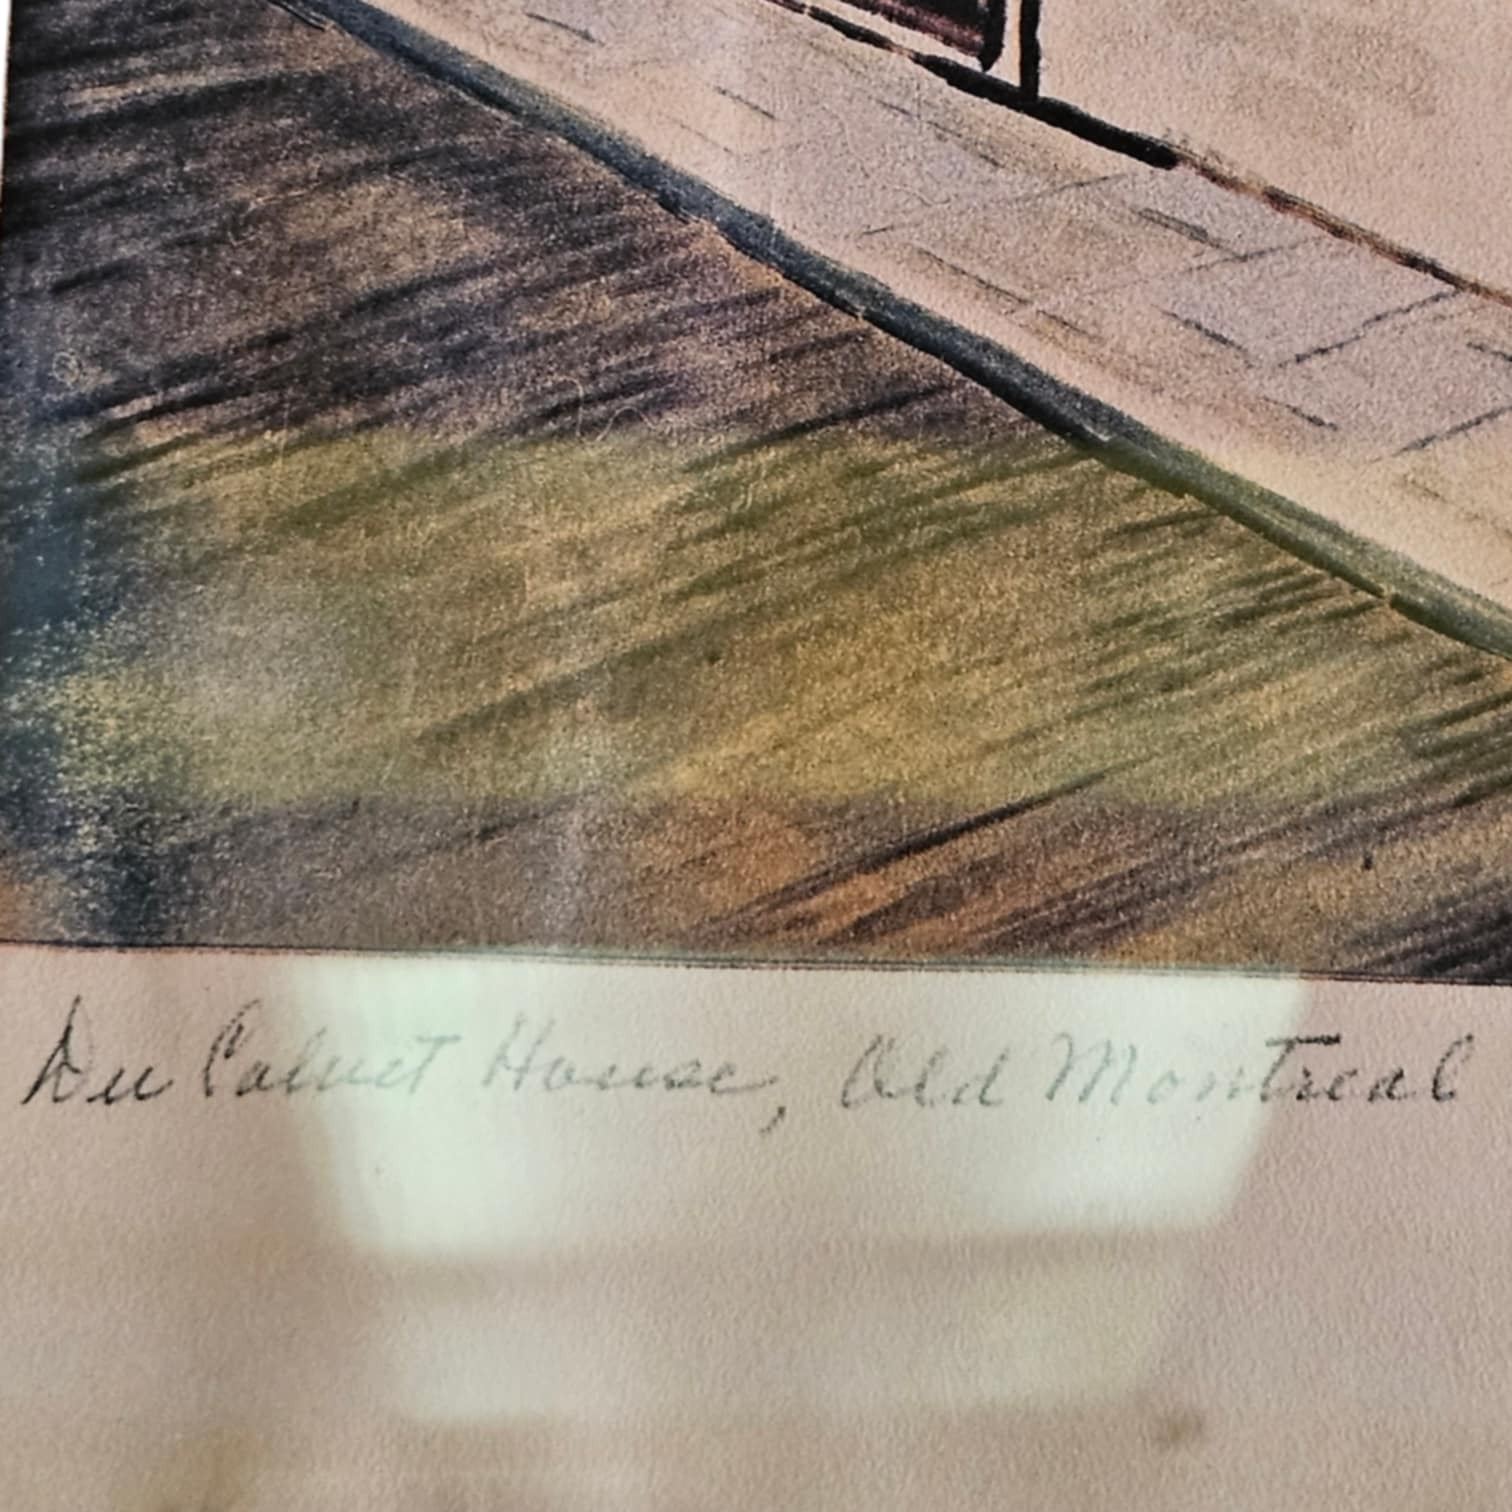 Du Calvet House, Old Montreal